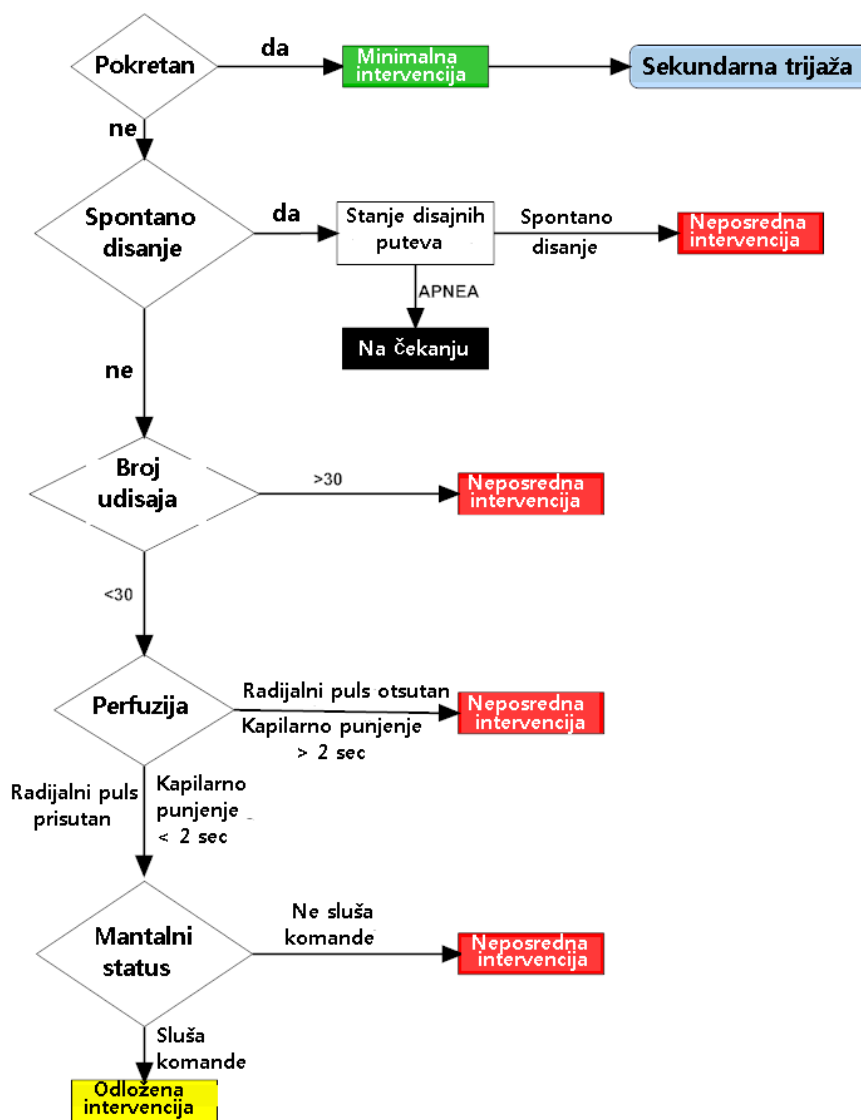 Pokretan
da
Minimalna
intervencija
Sekundarna trijaža
ne
Spontano
disanje
da
Stanje disajnih
puteva
Spontano
disanje
Neposredna
intervencija
APNEA
Na čekanju
ne
Broj
udisaja
>30
Neposredna
intervencija
<30
Perfuzija
Radijalni puls otsutan
Kapilarno punjenje
> 2 sec
Neposredna
intervencija
Radijalni puls
prisutan
Kapilarno
punjenje
< 2 sec
Mantalni
status
Ne sluša
komande
Neposredna
intervencija
Sluša
komande
Odložena
intervencija